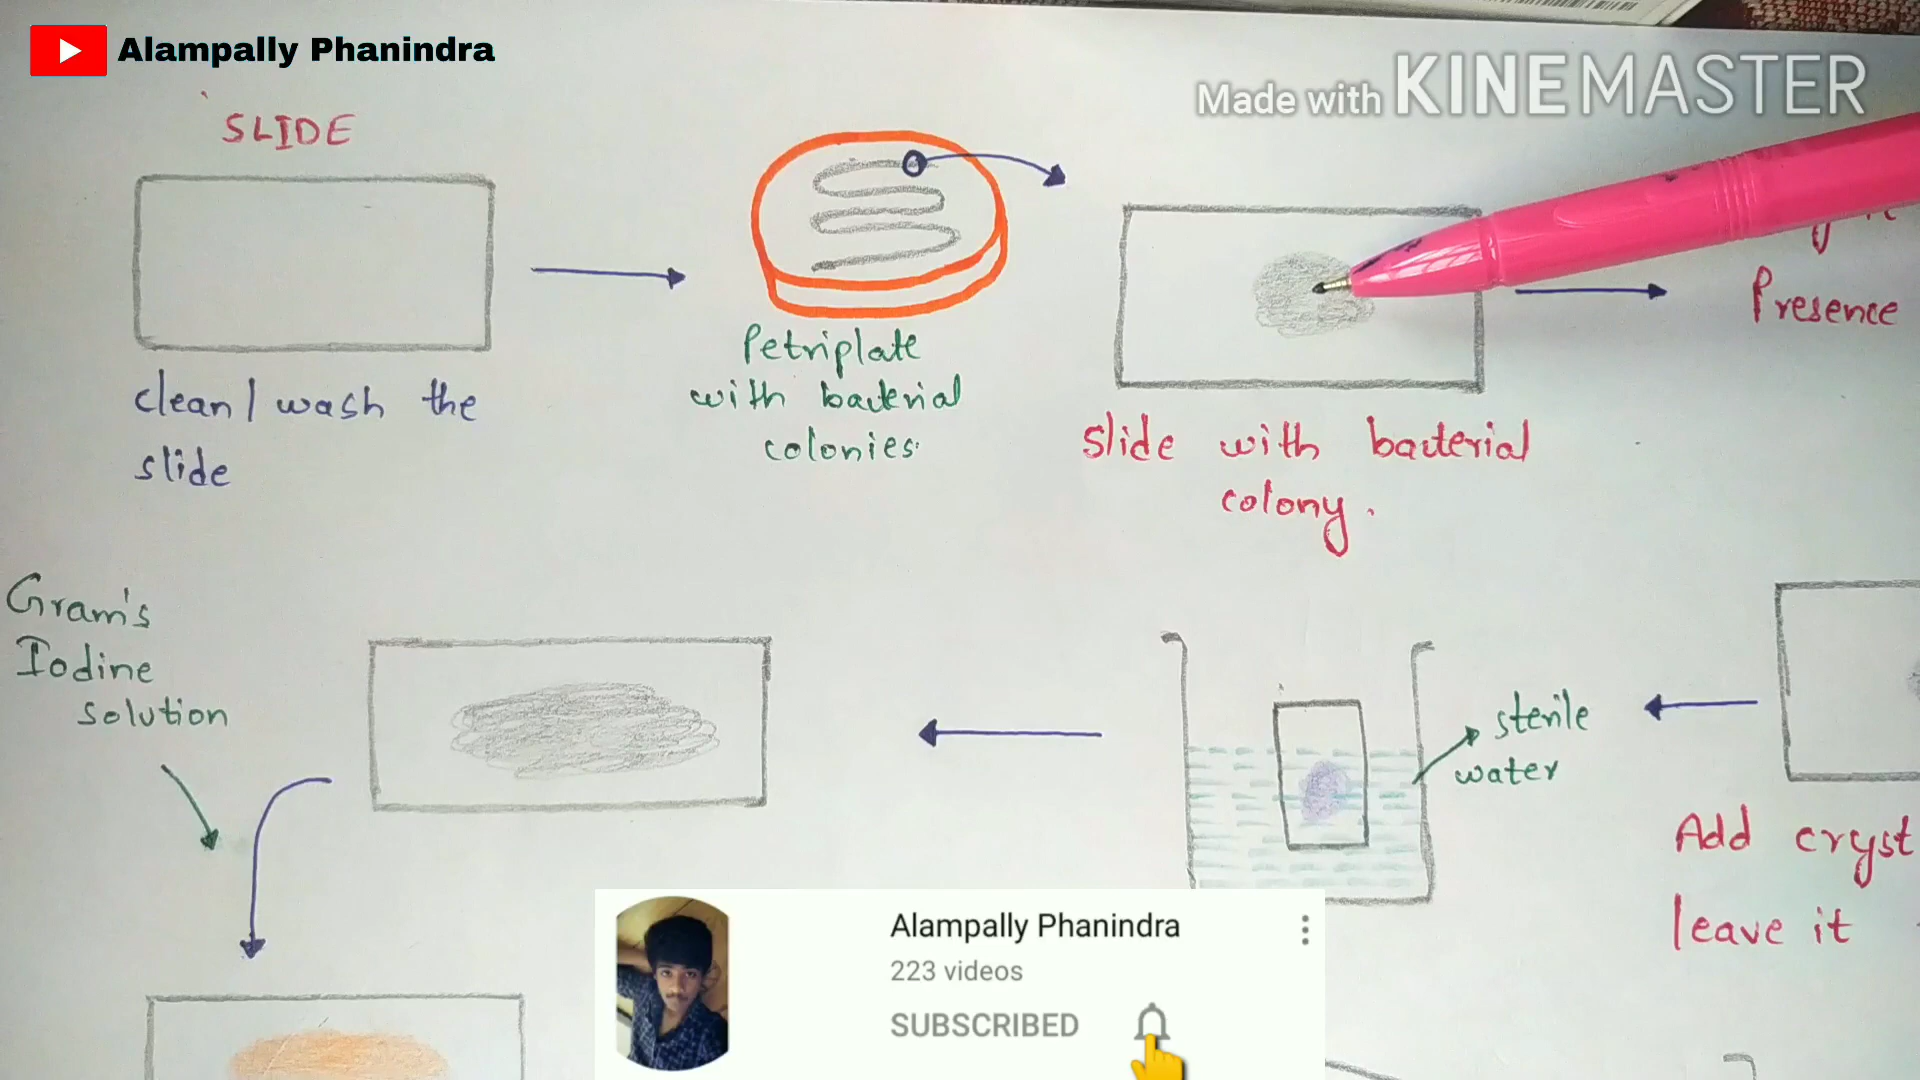 Alampally Phanindra
Made with KINEMASTER
SLIDE
clean/wash the
slide
Petriplate
with bacterial
colonies.
slide with bacterial
colony.
Presence
Gram's
Iodine
solution
sterile
water
Add cryst
leave it
Alampally Phanindra
223 videos
SUBSCRIBED